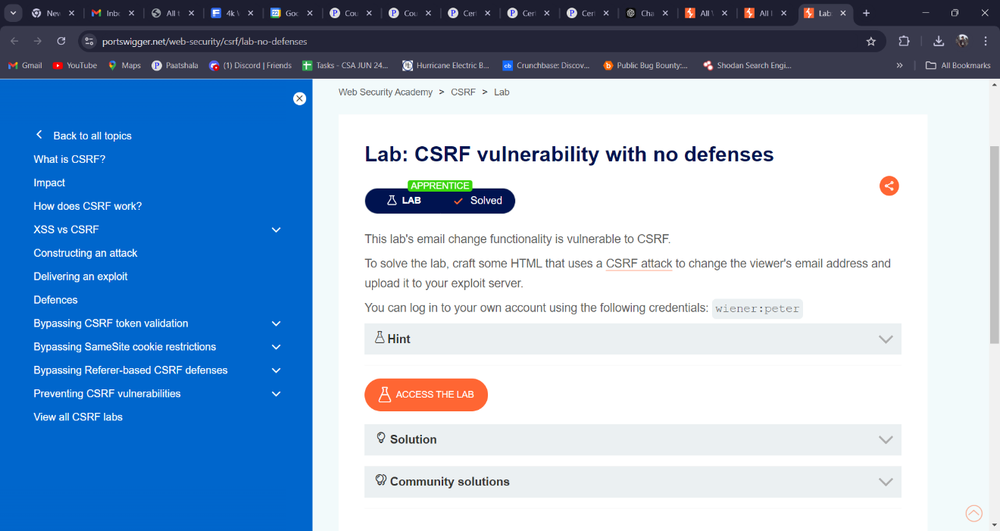 New
Inbo
All t
4k V
23
Goo
Cou
Cou
Cert
Cert
Cert
Cha
All V
All l
Lab
portswigger.net/web-security/csrf/lab-no-defenses
Gmail
YouTube
Maps
Paatshala
(1) Discord | Friends
Tasks - CSA JUN 24...
Hurricane Electric B...
cb Crunchbase: Discov...
Public Bug Bounty:...
Shodan Search Engi...
»
All Bookmarks
Back to all topics
What is CSRF?
Impact
How does CSRF work?
XSS vs CSRF
Constructing an attack
Delivering an exploit
Defences
Bypassing CSRF token validation
Bypassing SameSite cookie restrictions
Bypassing Referer-based CSRF defenses
Preventing CSRF vulnerabilities
View all CSRF labs
Web Security Academy > CSRF > Lab
Lab: CSRF vulnerability with no defenses
APPRENTICE
LAB Solved
This lab's email change functionality is vulnerable to CSRF.
To solve the lab, craft some HTML that uses a CSRF attack to change the viewer's email address and
upload it to your exploit server.
You can log in to your own account using the following credentials: wiener:peter
Hint
ACCESS THE LAB
Solution
Community solutions